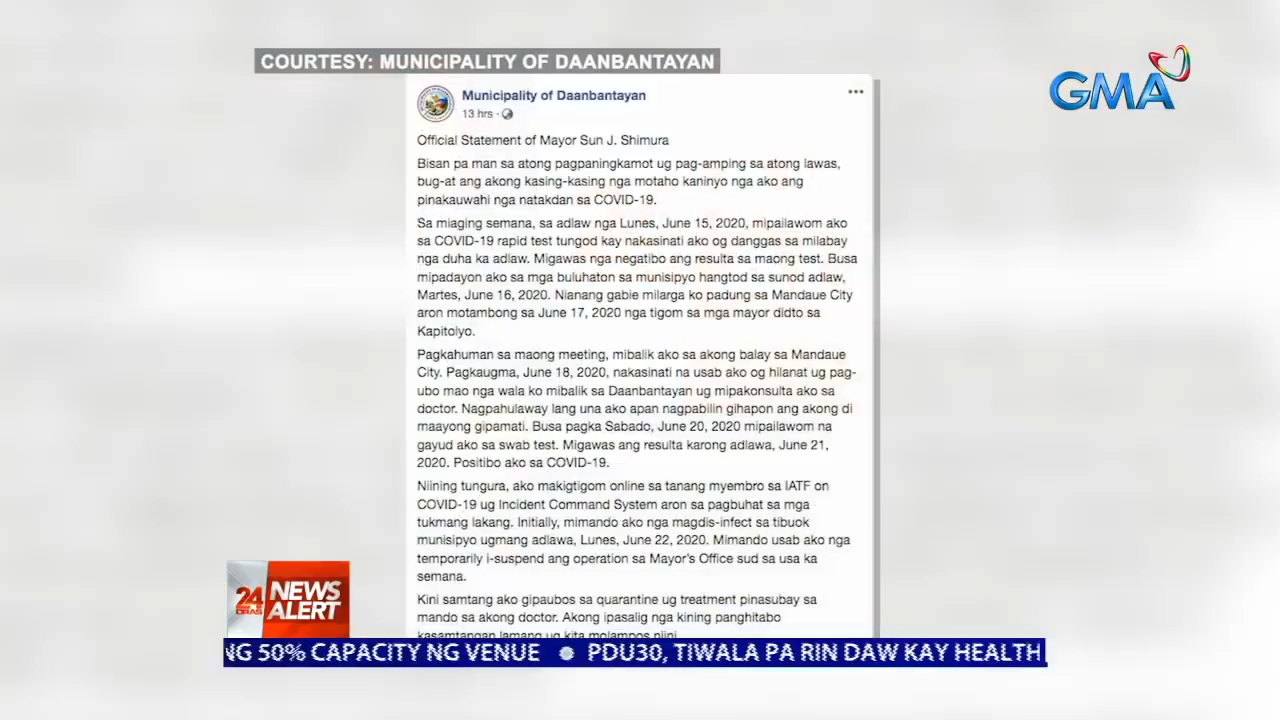 COURTESY: MUNICIPALITY OF DAANBANTAYAN
GMA
Municipality of Daanbantayan
13 hrs ·
Official Statement of Mayor Sun J. Shimura
Bisan pa man sa atong pagpaningkamot ug pag-amping sa atong lawas,
bug-at ang akong kasing-kasing nga motaho kaninyo nga ako ang
pinakauwahi nga natakdan sa COVID-19.
Sa miaging semana, sa adlaw nga Lunes, June 15, 2020, mipailawom ako
sa COVID-19 rapid test tungod kay nakasinati ako og danggas sa milabay
nga duha ka adlaw. Migawas nga negatibo ang resulta sa maong test. Busa
mipadayon ako sa mga buluhaton sa munisipyo hangtod sa sunod adlaw,
Martes, June 16, 2020. Nianang gabie milarga ko padung sa Mandaue City
aron motambong sa June 17, 2020 nga tigom sa mga mayor didto sa
Kapitolyo.
Pagkahuman sa maong meeting, mibalik ako sa akong balay sa Mandaue
City. Pagkaugma, June 18, 2020, nakasinati na usab ako og hilanat ug pag-
ubo mao nga wala ko mibalik sa Daanbantayan ug mipakonsulta ako sa
doctor. Nagpahulaway lang una ako apan nagpabilin gihapon ang akong di
maayong gipamati. Busa pagka Sabado, June 20, 2020 mipailawom na
gayud ako sa swab test. Migawas ang resulta karong adlawa, June 21,
2020. Positibo ako sa COVID-19.
Niining tungura, ako makigtigom online sa tanang myembro sa IATF on
COVID-19 ug Incident Command System aron sa pagbuhat sa mga
tukmang lakang. Initially, mimando ako nga magdis-infect sa tibuok
munisipyo ugmang adlawa, Lunes, June 22, 2020. Mimando usab ako nga
temporarily i-suspend ang operation sa Mayor's Office sud sa usa ka
semana.
Kini samtang ako gipaubos sa quarantine ug treatment pinasubay sa
mando sa akong doctor. Akong ipasalig nga kining panghitabo
kasamtangan lamang ug kita molampos niini.
24 ORAS NEWS ALERT
NG 50% CAPACITY NG VENUE ● PDU30, TIWALA PA RIN DAW KAY HEALTH